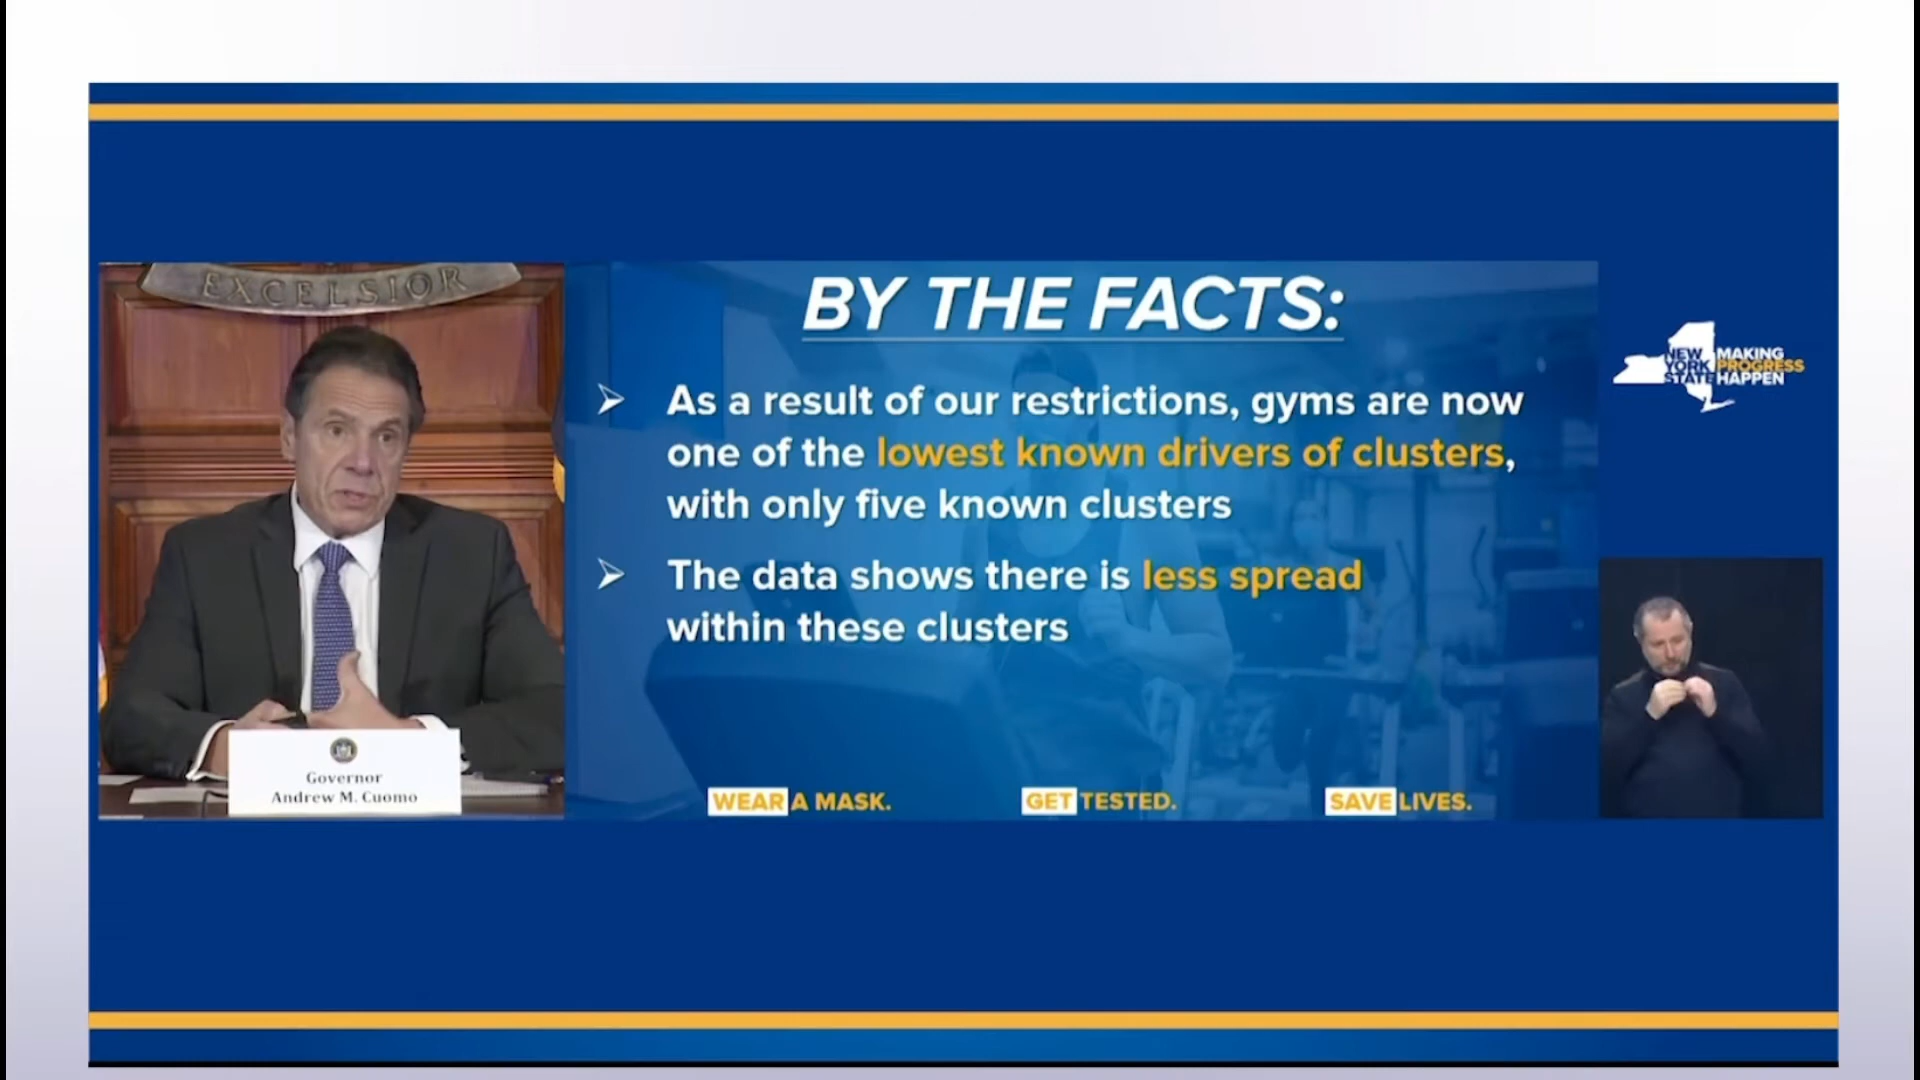 EXCELSIOR
Governor
Andrew M. Cuomo
BY THE FACTS:
As a result of our restrictions, gyms are now
one of the lowest known drivers of clusters,
with only five known clusters
The data shows there is less spread
within these clusters
WEAR A MASK.
GET TESTED.
SAVE LIVES.
NEW
YORK
STATE
MAKING
PROGRESS
HAPPEN